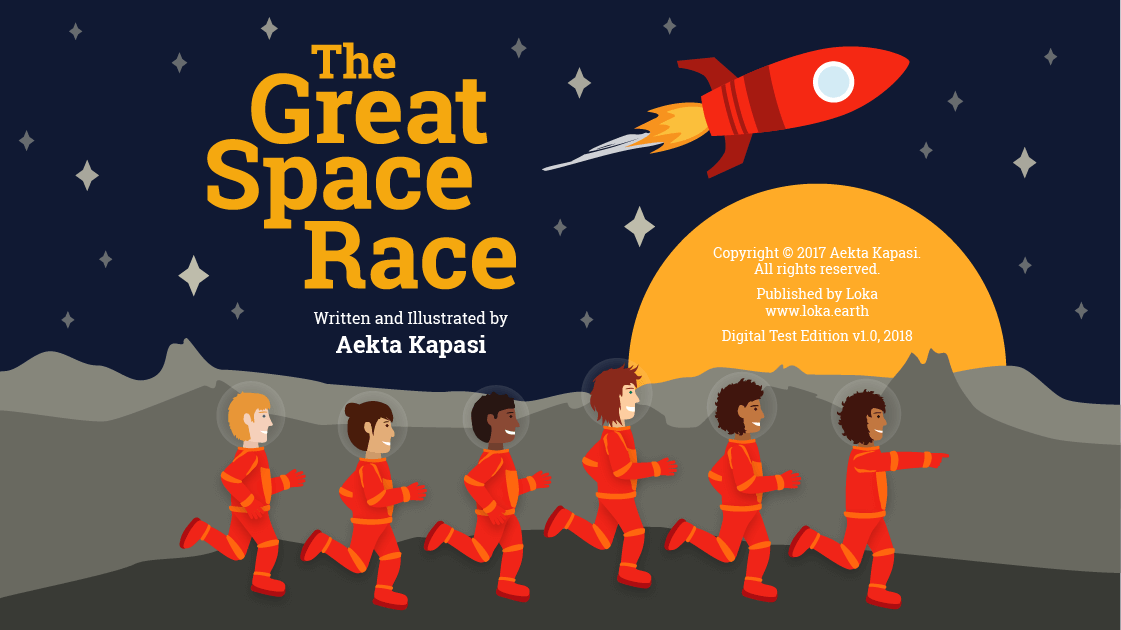 The
Great
Space
Race
Written and Illustrated by
Aekta Kapasi
Copyright © 2017 Aekta Kapasi.
All rights reserved.
Published by Loka
www.loka.earth
Digital Test Edition v1.0, 2018